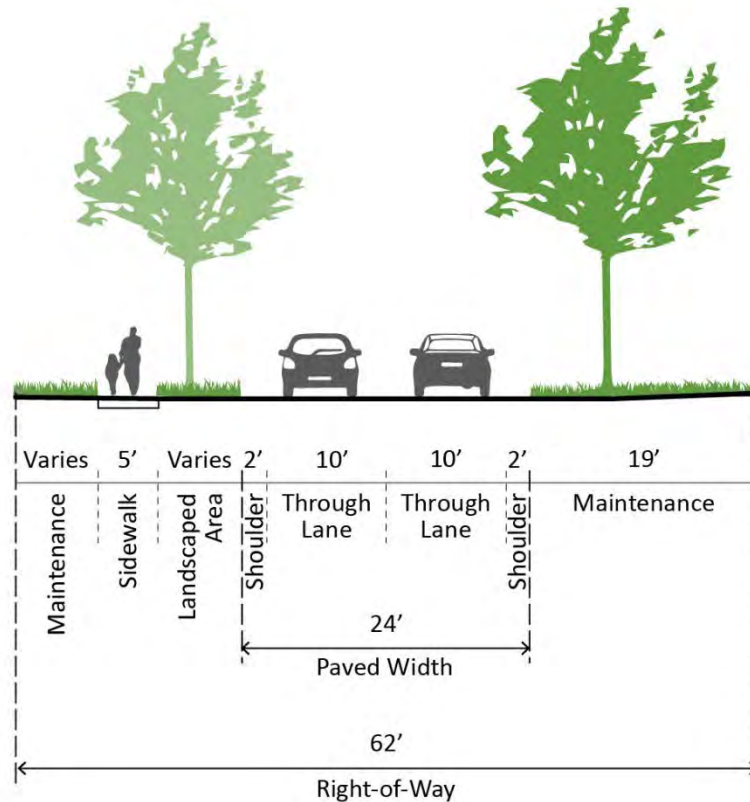 Varies 5’ Varies 2’ 10’ 10’ 2’ 19’
Maintenance
Sidewalk
Landscaped
Area
Shoulder
Through
Lane
Through
Lane
Shoulder
Maintenance
24’
Paved Width
62’
Right-of-Way